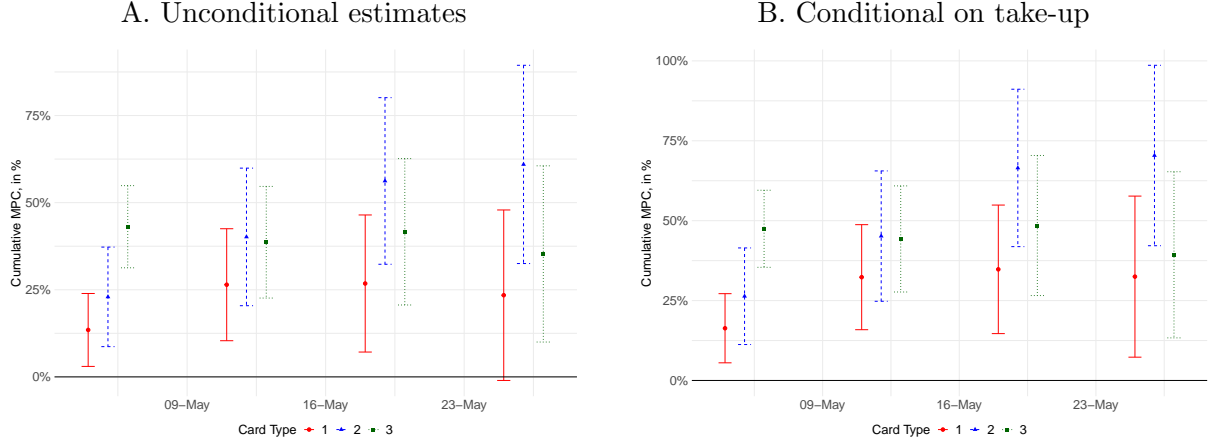 A. Unconditional estimates
Cumulative MPC, in %
75%
50%
25%
0%
09–May
16–May
23–May
Card Type 1 2 3
B. Conditional on take-up
Cumulative MPC, in %
100%
75%
50%
25%
0%
09–May
16–May
23–May
Card Type 1 2 3